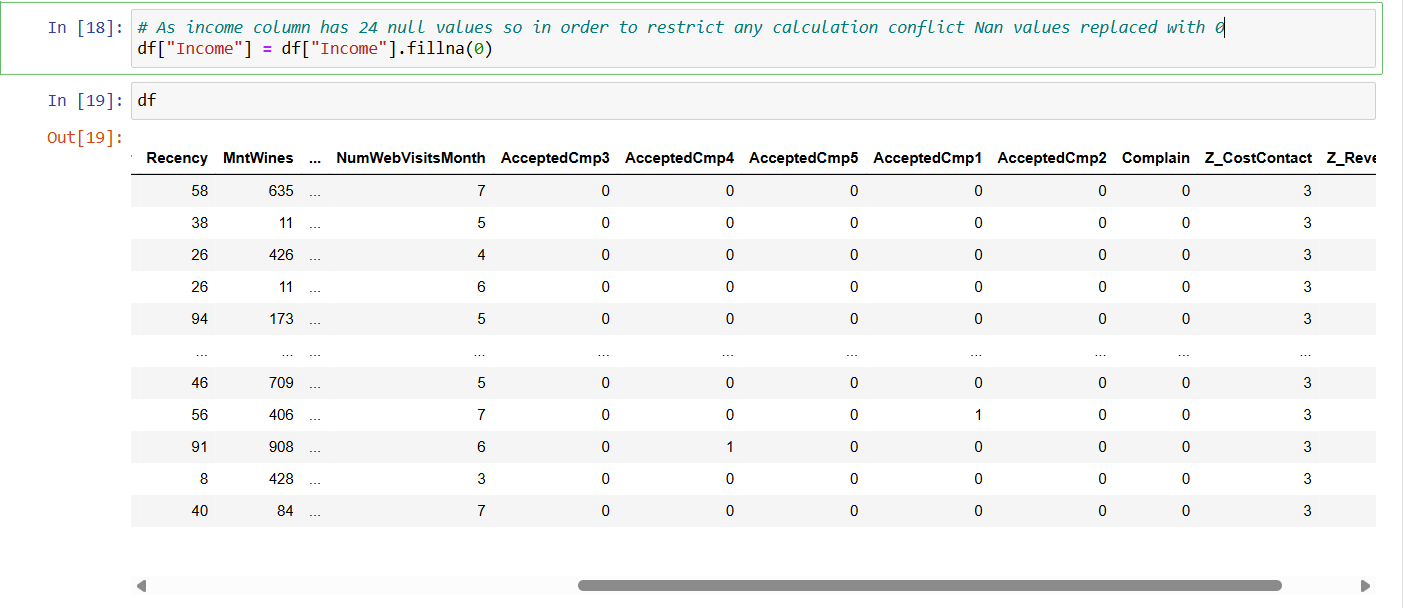 In [18]: # As income column has 24 null values so in order to restrict any calculation conflict Nan values replaced with 0
df["Income"] = df["Income"].fillna(0)
In [19]: df
Out[19]:
Recency MntWines ... NumWebVisitsMonth AcceptedCmp3 AcceptedCmp4 AcceptedCmp5 AcceptedCmp1 AcceptedCmp2 Complain Z_CostContact Z_Reve
58 635 ... 7 0 0 0 0 0 0 3
38 11 ... 5 0 0 0 0 0 0 3
26 426 ... 4 0 0 0 0 0 0 3
26 11 ... 6 0 0 0 0 0 0 3
94 173 ... 5 0 0 0 0 0 0 3
... ... ... ... ... ... ... ... ... ... ...
46 709 ... 5 0 0 0 0 0 0 3
56 406 ... 7 0 0 0 1 0 0 3
91 908 ... 6 0 1 0 0 0 0 3
8 428 ... 3 0 0 0 0 0 0 3
40 84 ... 7 0 0 0 0 0 0 3